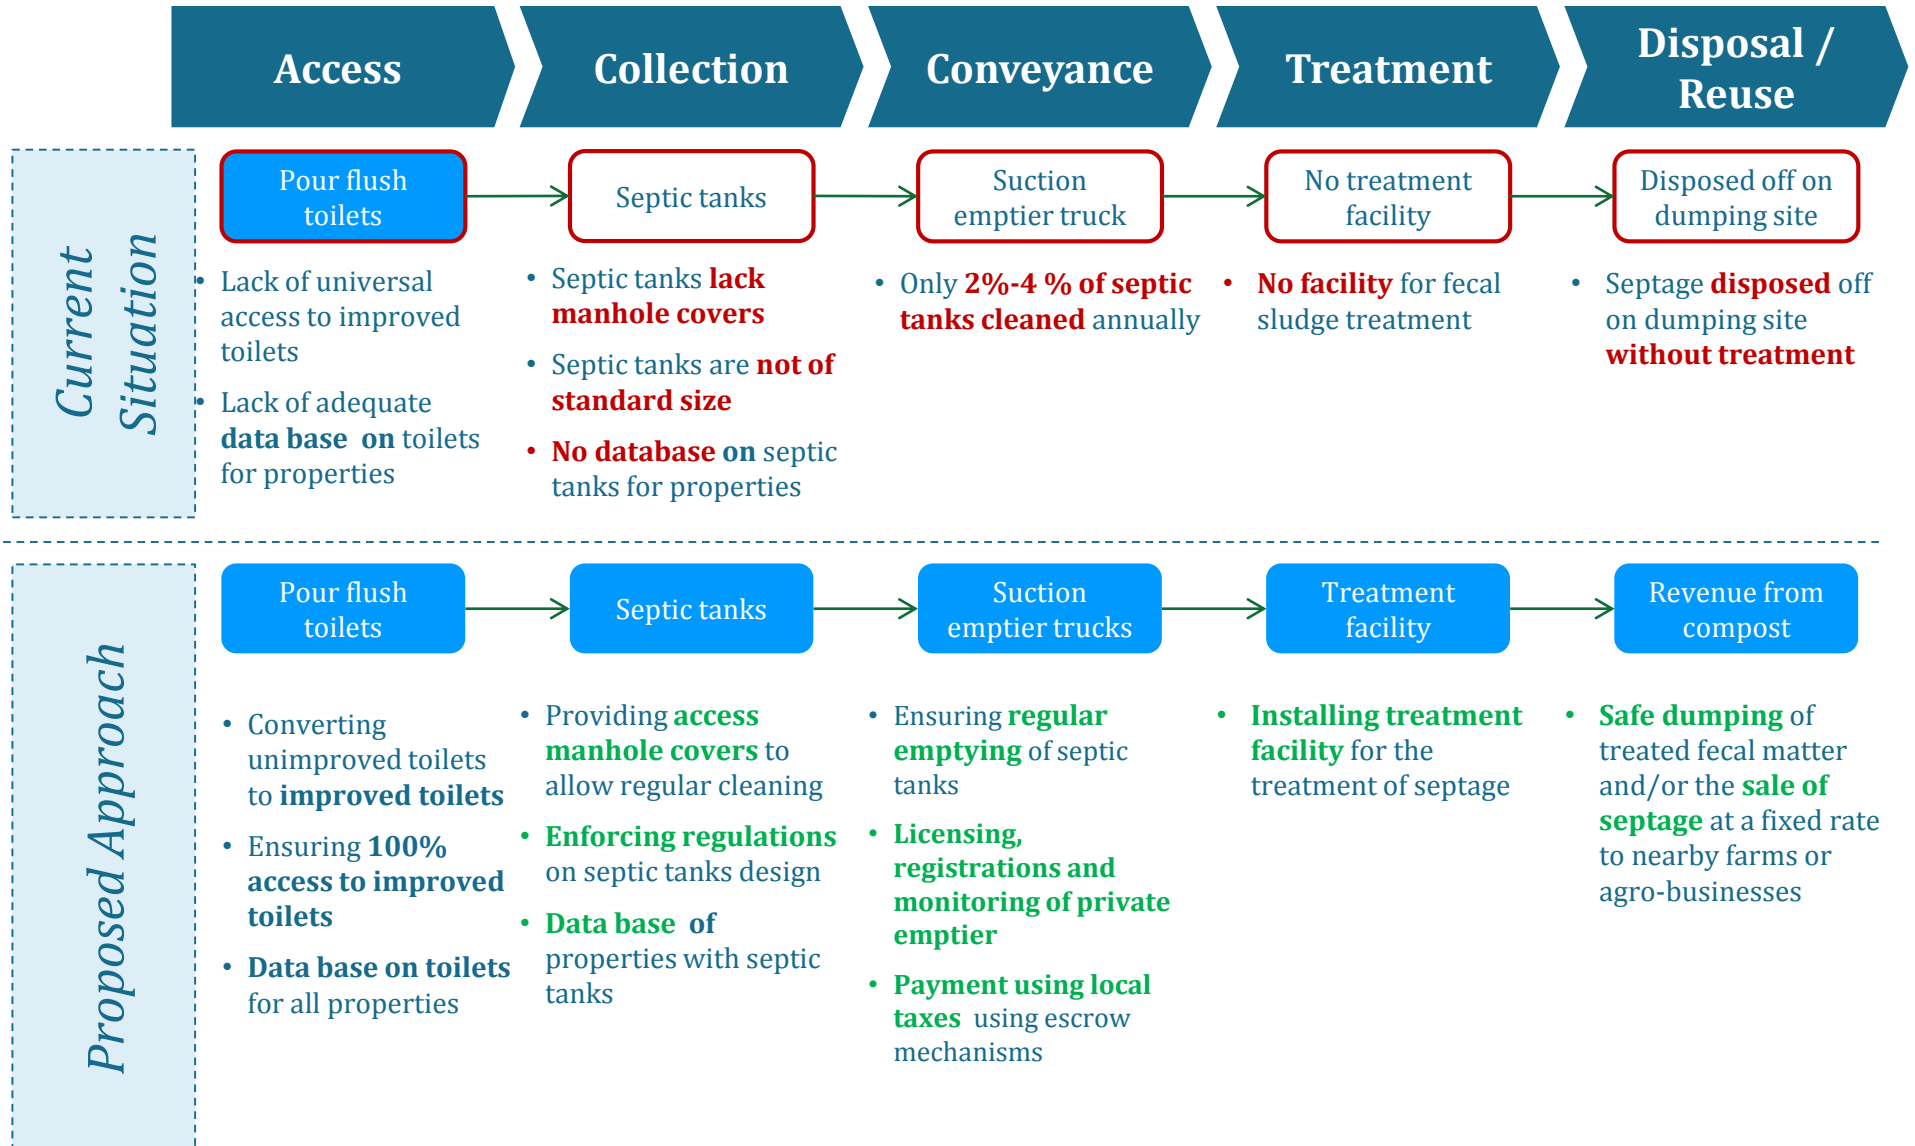 Access
Collection
Conveyance
Treatment
Disposal /
Reuse
Current
Situation
Pour flush
toilets
Septic tanks
Suction
emptier truck
No treatment
facility
Disposed off on
dumping site
• Lack of universal
access to improved
toilets
• Lack of adequate
data base on toilets
for properties
• Septic tanks lack
manhole covers
• Septic tanks are not of
standard size
• No database on septic
tanks for properties
• Only 2%-4 % of septic
tanks cleaned annually
• No facility for fecal
sludge treatment
• Septage disposed off
on dumping site
without treatment
Proposed Approach
Pour flush
toilets
Septic tanks
Suction
emptier trucks
Treatment
facility
Revenue from
compost
• Converting
unimproved toilets
to improved toilets
• Ensuring 100%
access to improved
toilets
• Data base on toilets
for all properties
• Providing access
manhole covers to
allow regular cleaning
• Enforcing regulations
on septic tanks design
• Data base of
properties with septic
tanks
• Ensuring regular
emptying of septic
tanks
• Licensing,
registrations and
monitoring of private
emptier
• Payment using local
taxes using escrow
mechanisms
• Installing treatment
facility for the
treatment of septage
• Safe dumping of
treated fecal matter
and/or the sale of
septage at a fixed rate
to nearby farms or
agro-businesses